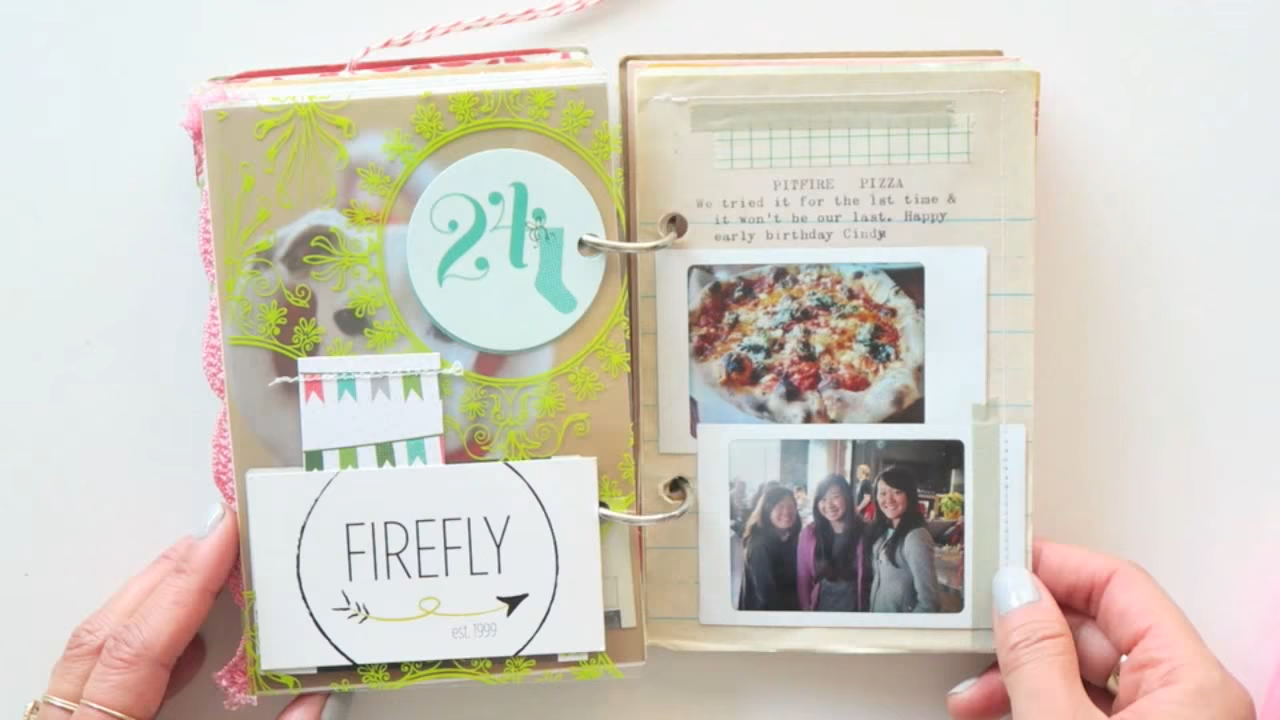 24
FIREFLY
est. 1999
PITFIRE PIZZA
We tried it for the 1st time &
it won't be our last. Happy
early birthday Cindy